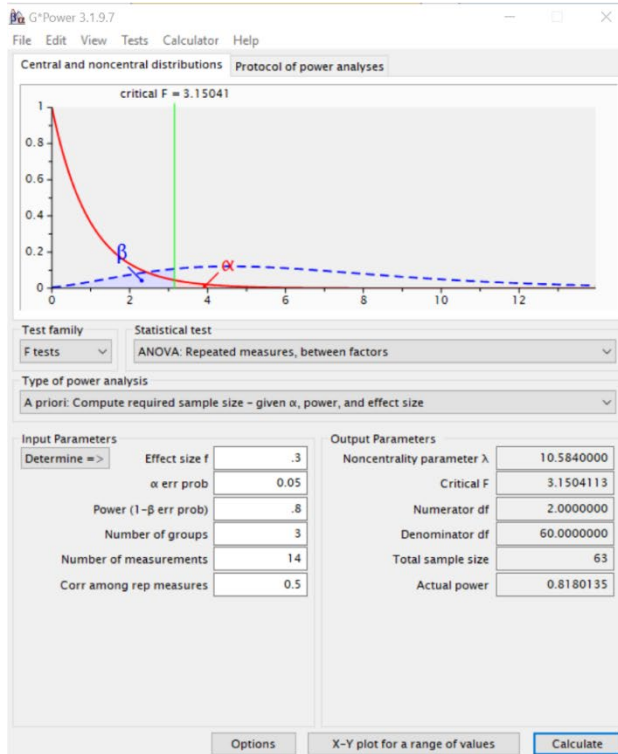 βα G*Power 3.1.9.7
File Edit View Tests Calculator Help
Central and noncentral distributions Protocol of power analyses
critical F = 3.15041
1
0.8
0.6
0.4
0.2
0
β
α
0 2 4 6 8 10 12
Test family Statistical test
F tests ANOVA: Repeated measures, between factors
Type of power analysis
A priori: Compute required sample size – given α, power, and effect size
Input Parameters Output Parameters
Determine => Effect size f .3 Noncentrality parameter λ 10.5840000
α err prob 0.05 Critical F 3.1504113
Power (1-β err prob) .8 Numerator df 2.0000000
Number of groups 3 Denominator df 60.0000000
Number of measurements 14 Total sample size 63
Corr among rep measures 0.5 Actual power 0.8180135
Options X-Y plot for a range of values Calculate